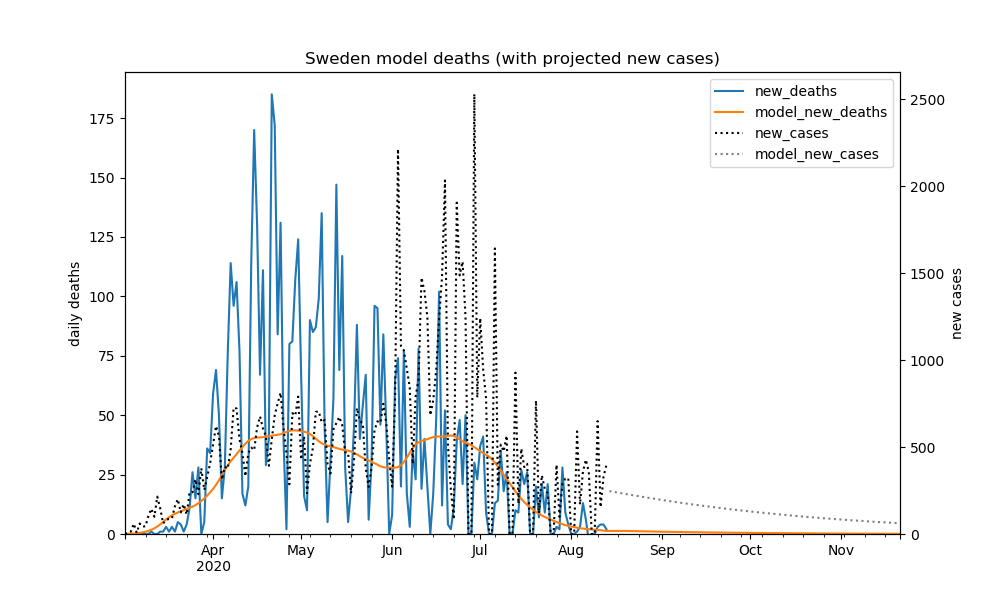 Sweden model deaths (with projected new cases)
new_deaths
model_new_deaths
new_cases
model_new_cases
daily deaths
175
150
125
100
75
50
25
0
2500
2000
1500
1000
500
0
new cases
Apr
2020
May
Jun
Jul
Aug
Sep
Oct
Nov